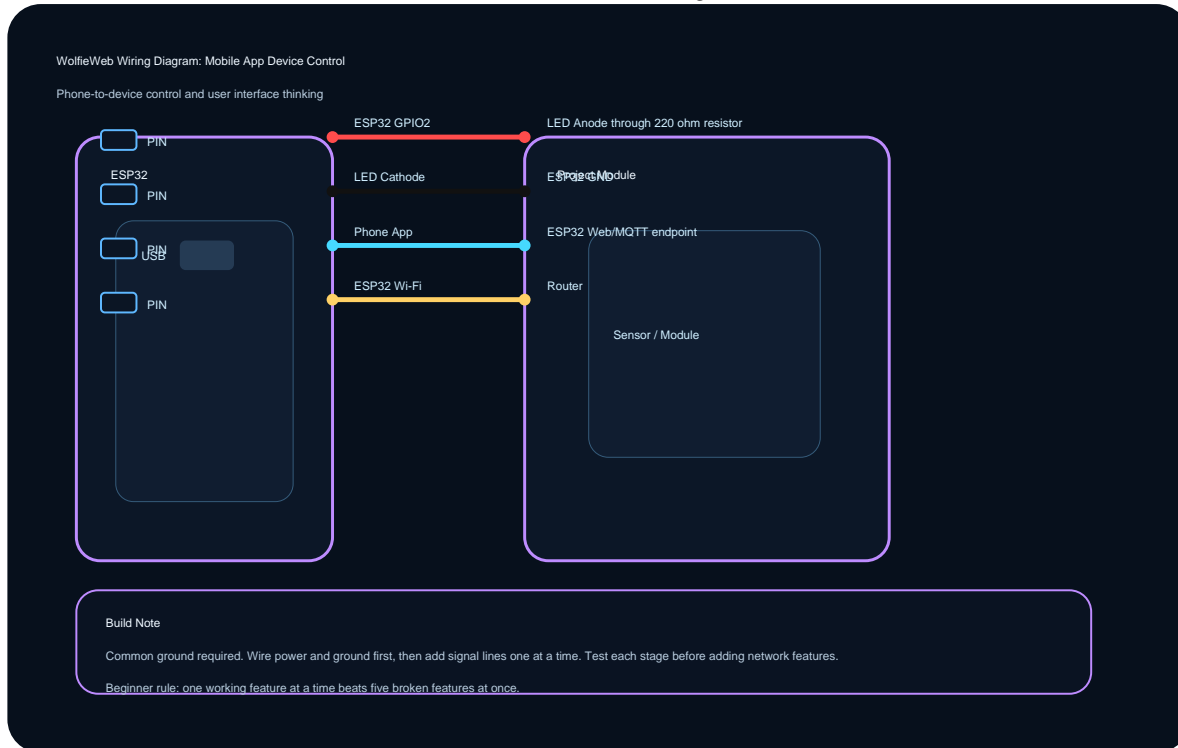 WolfieWeb Wiring Diagram: Mobile App Device Control
Phone-to-device control and user interface thinking
ESP32 GPIO2
LED Anode through 220 ohm resistor
PIN
ESP32
LED Cathode
ESP32 GND
Project Module
PIN
Phone App
ESP32 Web/MQTT endpoint
PIN
USB
ESP32 Wi-Fi
Router
PIN
Sensor / Module
Build Note
Common ground required. Wire power and ground first, then add signal lines one at a time. Test each stage before adding network features.
Beginner rule: one working feature at a time beats five broken features at once.